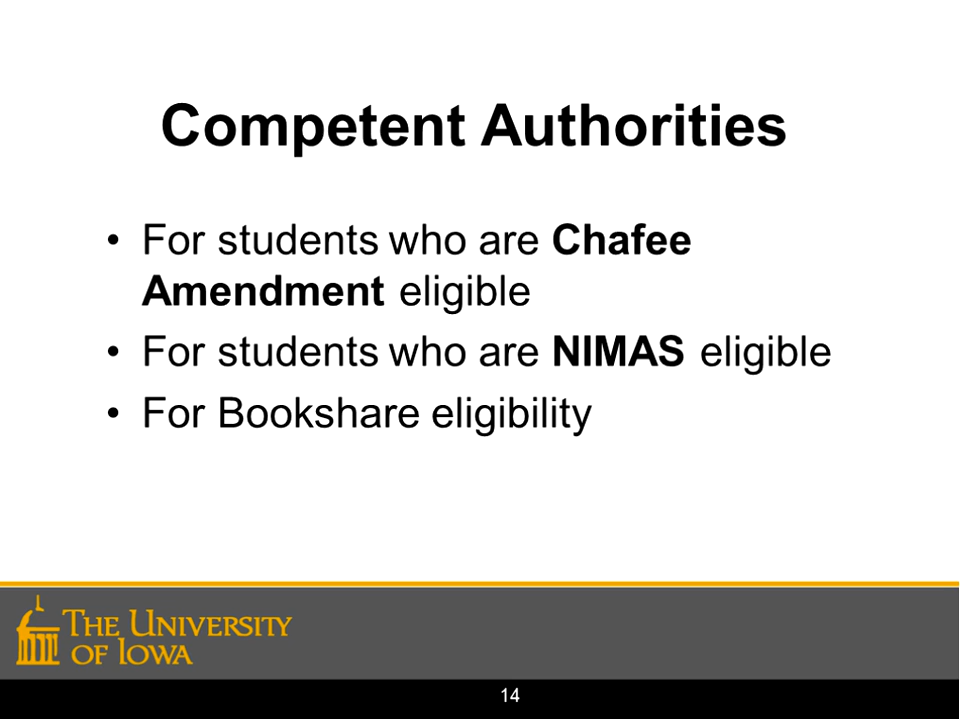 Competent Authorities
• For students who are Chafee
Amendment eligible
• For students who are NIMAS eligible
• For Bookshare eligibility
THE UNIVERSITY
OF IOWA
14